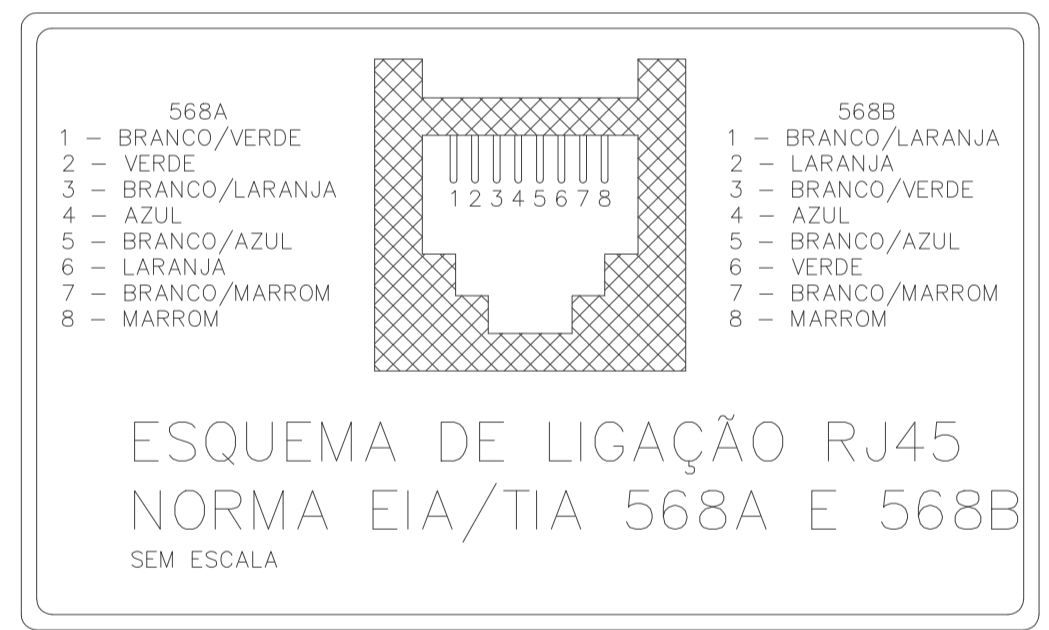 568A
1 - BRANCO/VERDE
2 - VERDE
3 - BRANCO/LARANJA
4 - AZUL
5 - BRANCO/AZUL
6 - LARANJA
7 - BRANCO/MARROM
8 - MARROM
1 2 3 4 5 6 7 8
568B
1 - BRANCO/LARANJA
2 - LARANJA
3 - BRANCO/VERDE
4 - AZUL
5 - BRANCO/AZUL
6 - VERDE
7 - BRANCO/MARROM
8 - MARROM
ESQUEMA DE LIGAÇÃO RJ45
NORMA EIA/TIA 568A E 568B
SEM ESCALA